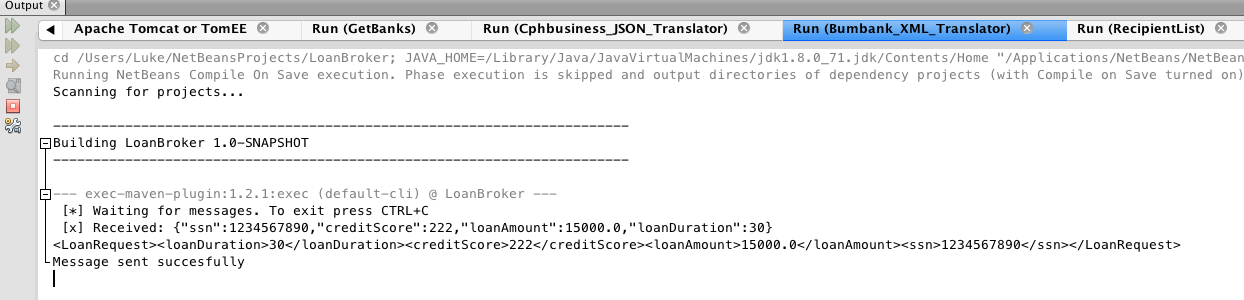 Output
Apache Tomcat or TomEE
Run (GetBanks)
Run (Cphbusiness_JSON_Translator)
Run (Bumbank_XML_Translator)
Run (RecipientList)
cd /Users/Luke/NetBeansProjects/LoanBroker; JAVA_HOME=/Library/Java/JavaVirtualMachines/jdk1.8.0_71.jdk/Contents/Home "/Applications/NetBeans/NetBean
Running NetBeans Compile On Save execution. Phase execution is skipped and output directories of dependency projects (with Compile on Save turned on)
Scanning for projects...
------------------------------------------------------------------------
Building LoanBroker 1.0-SNAPSHOT
------------------------------------------------------------------------
--- exec-maven-plugin:1.2.1:exec (default-cli) @ LoanBroker ---
[*] Waiting for messages. To exit press CTRL+C
[x] Received: {"ssn":1234567890,"creditScore":222,"loanAmount":15000.0,"loanDuration":30}
<LoanRequest><loanDuration>30</loanDuration><creditScore>222</creditScore><loanAmount>15000.0</loanAmount><ssn>1234567890</ssn></LoanRequest>
Message sent succesfully